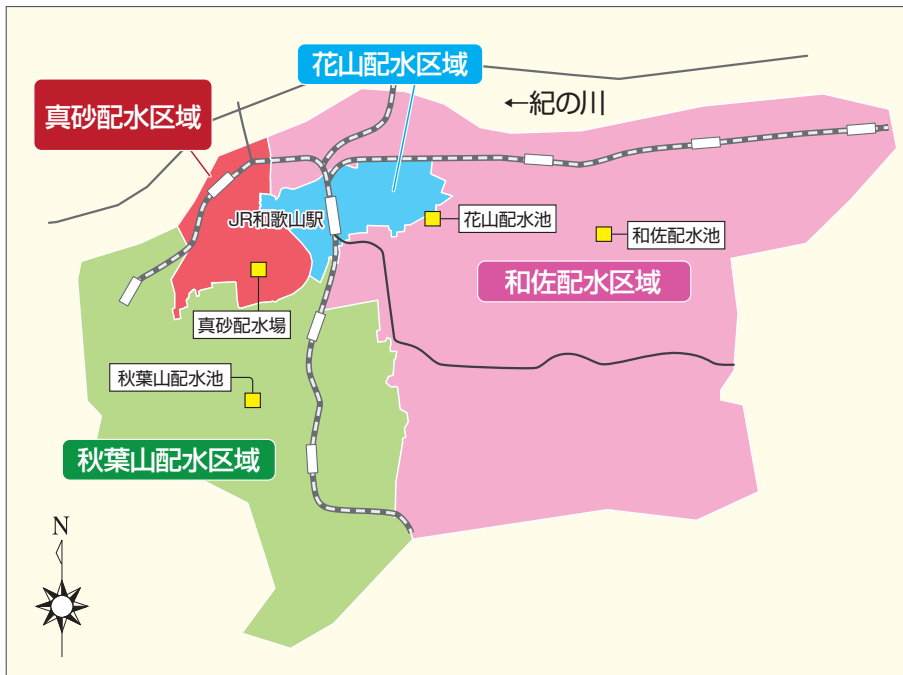 花山配水区域
真砂配水区域
←紀の川
JR和歌山駅
花山配水池
和佐配水池
和佐配水区域
真砂配水場
秋葉山配水池
秋葉山配水区域
N